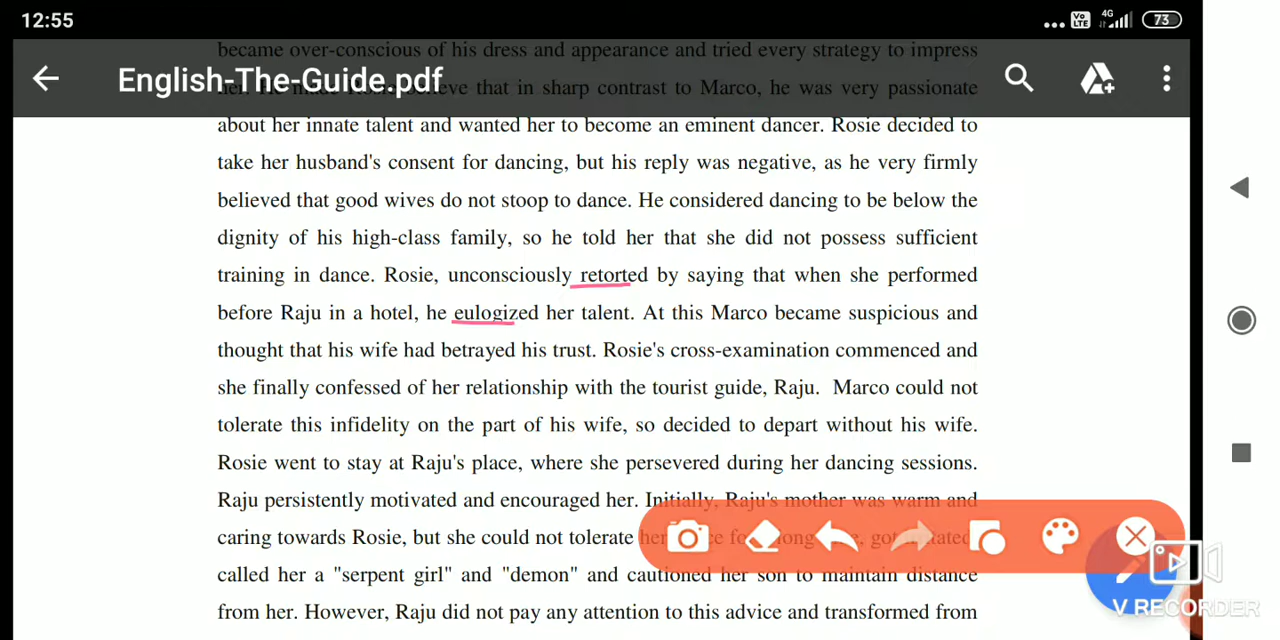 12:55
Vo LTE 4G 73
became over-conscious of his dress and appearance and tried every strategy to impress
English-The-Guide.pdf
her. He made Rosie believe that in sharp contrast to Marco, he was very passionate
about her innate talent and wanted her to become an eminent dancer. Rosie decided to
take her husband's consent for dancing, but his reply was negative, as he very firmly
believed that good wives do not stoop to dance. He considered dancing to be below the
dignity of his high-class family, so he told her that she did not possess sufficient
training in dance. Rosie, unconsciously retorted by saying that when she performed
before Raju in a hotel, he eulogized her talent. At this Marco became suspicious and
thought that his wife had betrayed his trust. Rosie's cross-examination commenced and
she finally confessed of her relationship with the tourist guide, Raju. Marco could not
tolerate this infidelity on the part of his wife, so decided to depart without his wife.
Rosie went to stay at Raju's place, where she persevered during her dancing sessions.
Raju persistently motivated and encouraged her. Initially, Raju's mother was warm and
caring towards Rosie, but she could not tolerate her
called her a "serpent girl" and "demon" and cautioned her son to maintain distance
from her. However, Raju did not pay any attention to this advice and transformed from
V RECORDER